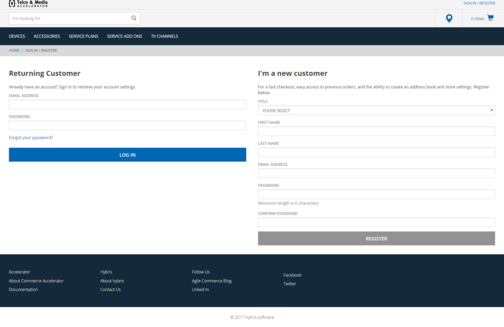 Telco & Media
ACCELERATOR
SIGN IN / REGISTER
I'm looking for
0 ITEMS
DEVICES ACCESSORIES SERVICE PLANS SERVICE ADD ONS TV CHANNELS
HOME / SIGN IN / REGISTER
Returning Customer
Already have an account? Sign in to retrieve your account settings.
EMAIL ADDRESS
PASSWORD
Forgot your password?
LOG IN
I'm a new customer
For a fast checkout, easy access to previous orders, and the ability to create an address book and store settings. Register
below.
TITLE
PLEASE SELECT
FIRST NAME
LAST NAME
EMAIL ADDRESS
PASSWORD
Minimum length is 6 characters
CONFIRM PASSWORD
REGISTER
Accelerator
About Commerce Accelerator
Documentation
Hybris
About hybris
Contact Us
Follow Us
Agile Commerce Blog
Linked In
Facebook
Twitter
© 2017 hybris software